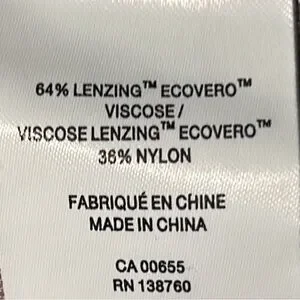 64% LENZING™ ECOVERO™
VISCOSE /
VISCOSE LENZING™ ECOVERO™
36% NYLON
FABRIQUÉ EN CHINE
MADE IN CHINA
CA 00655
RN 138760